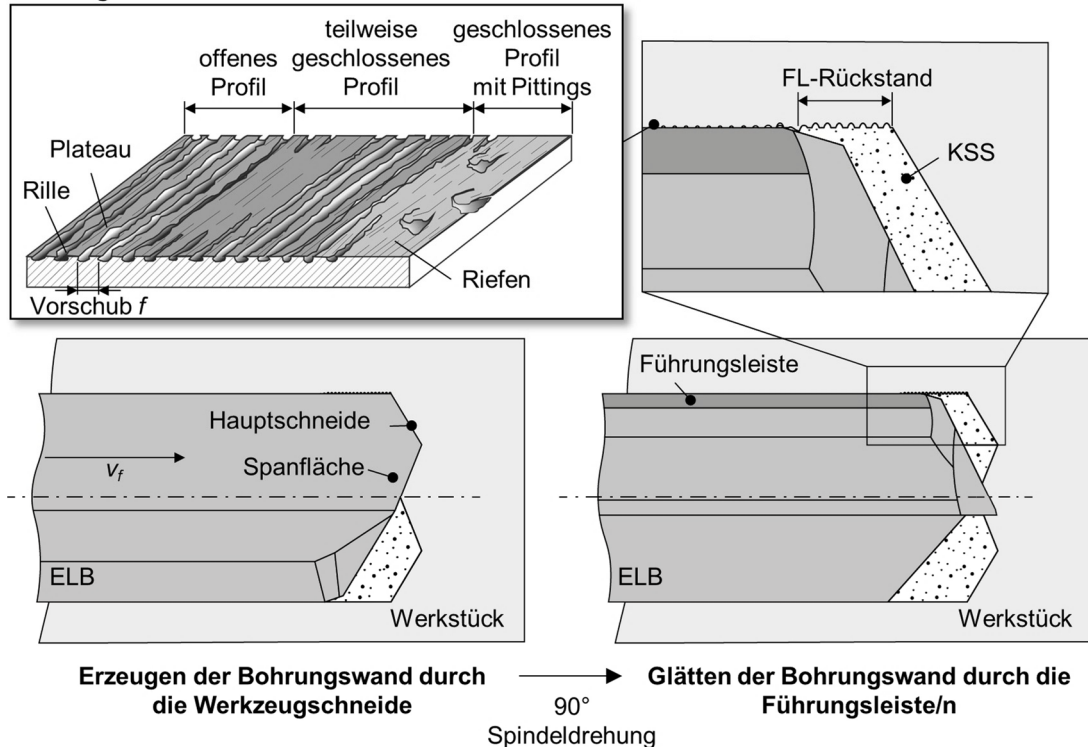 offenes
Profil
teilweise
geschlossenes
Profil
geschlossenes
Profil
mit Pittings
Plateau
Rille
Riefen
Vorschub f
FL-Rückstand
KSS
Hauptschneide
Spanfläche
v_f
ELB
Werkstück
Führungsleiste
ELB
Werkstück
Erzeugen der Bohrungswand durch
die Werkzeugschneide
90°
Spindeldrehung
Glätten der Bohrungswand durch die
Führungsleiste/n